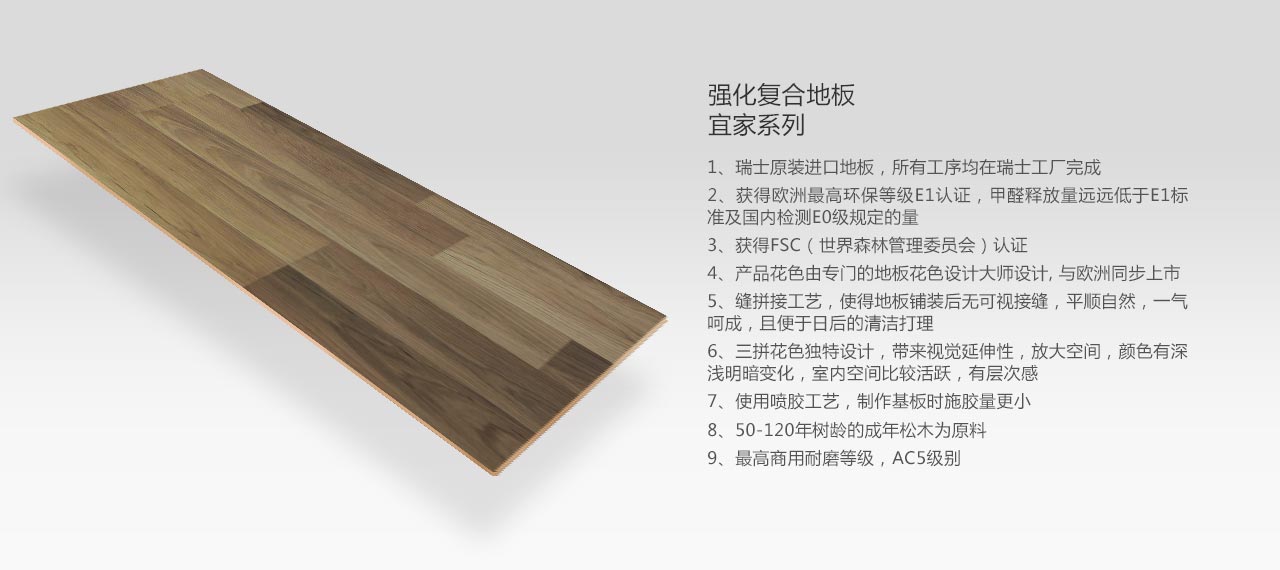 强化复合地板
宜家系列
1、瑞士原装进口地板，所有工序均在瑞士工厂完成
2、获得欧洲最高环保等级E1认证，甲醛释放量远远低于E1标
准及国内检测E0级规定的量
3、获得FSC（世界森林管理委员会）认证
4、产品花色由专门的地板花色设计大师设计, 与欧洲同步上市
5、缝拼接工艺，使得地板铺装后无可视接缝，平顺自然，一气
呵成，且便于日后的清洁打理
6、三拼花色独特设计，带来视觉延伸性，放大空间，颜色有深
浅明暗变化，室内空间比较活跃，有层次感
7、使用喷胶工艺，制作基板时施胶量更小
8、50-120年树龄的成年松木为原料
9、最高商用耐磨等级，AC5级别